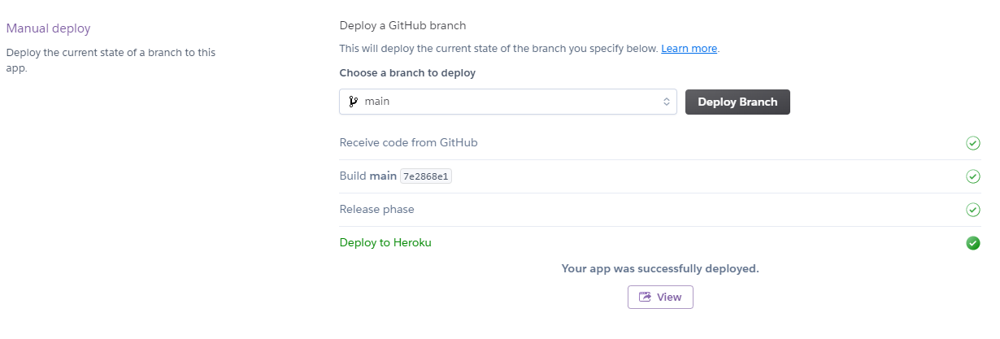 Manual deploy
Deploy the current state of a branch to this
app.
Deploy a GitHub branch
This will deploy the current state of the branch you specify below. Learn more.
Choose a branch to deploy
main
Deploy Branch
Receive code from GitHub
Build main 7e2868e1
Release phase
Deploy to Heroku
Your app was successfully deployed.
View